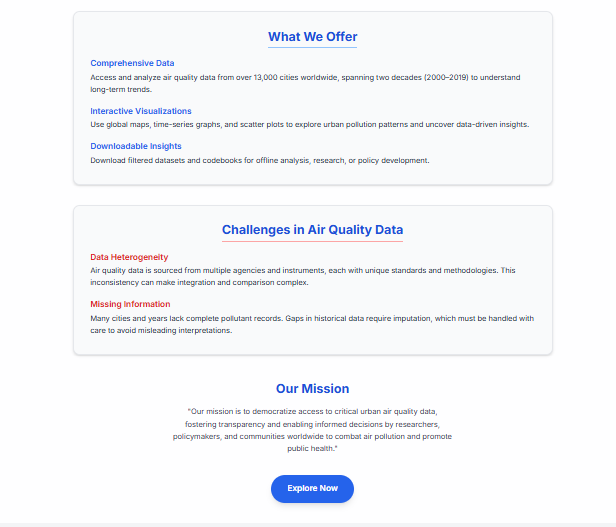 What We Offer
Comprehensive Data
Access and analyze air quality data from over 13,000 cities worldwide, spanning two decades (2000–2019) to understand
long-term trends.
Interactive Visualizations
Use global maps, time-series graphs, and scatter plots to explore urban pollution patterns and uncover data-driven insights.
Downloadable Insights
Download filtered datasets and codebooks for offline analysis, research, or policy development.
Challenges in Air Quality Data
Data Heterogeneity
Air quality data is sourced from multiple agencies and instruments, each with unique standards and methodologies. This
inconsistency can make integration and comparison complex.
Missing Information
Many cities and years lack complete pollutant records. Gaps in historical data require imputation, which must be handled with
care to avoid misleading interpretations.
Our Mission
"Our mission is to democratize access to critical urban air quality data,
fostering transparency and enabling informed decisions by researchers,
policymakers, and communities worldwide to combat air pollution and promote
public health."
Explore Now